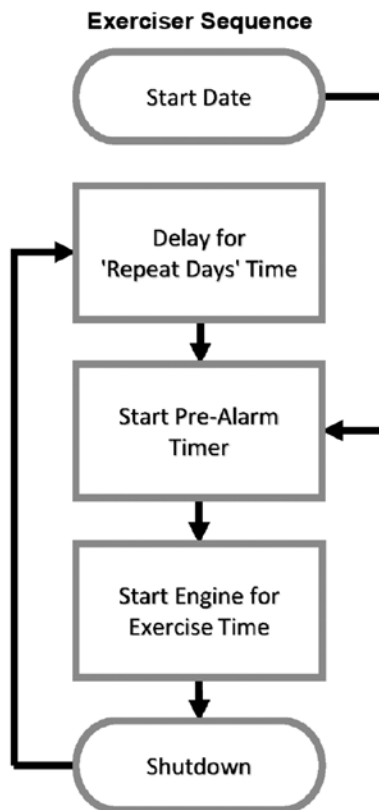 Exerciser Sequence
Start Date
Delay for
'Repeat Days' Time
Start Pre-Alarm
Timer
Start Engine for
Exercise Time
Shutdown